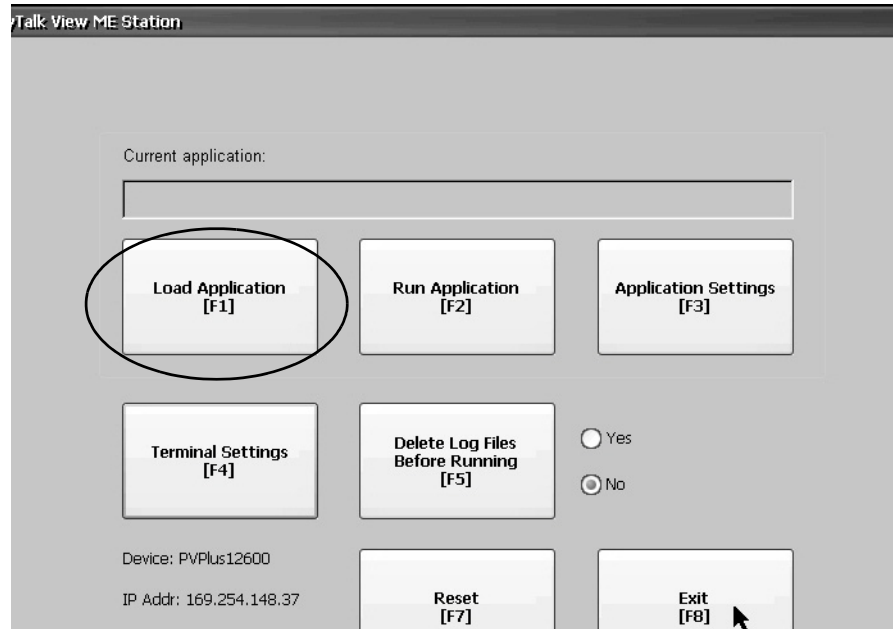 yTalk View ME Station
Current application:
Load Application
[F1]
Run Application
[F2]
Application Settings
[F3]
Terminal Settings
[F4]
Delete Log Files
Before Running
[F5]
Yes
No
Device: PVPlus12600
IP Addr: 169.254.148.37
Reset
[F7]
Exit
[F8]